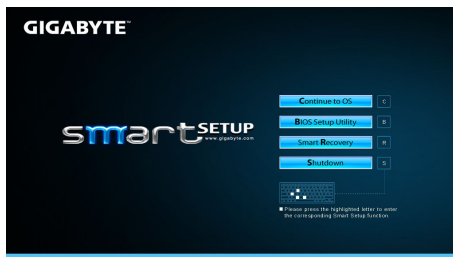 GIGABYTE™
smart SETUP
www.gigabyte.com
Continue to OS C
BIOS Setup Utility B
Smart Recovery R
Shutdown S
Please press the highlighted letter to enter
the corresponding Smart Setup function.